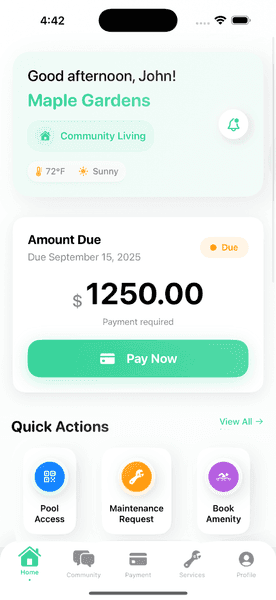 4:42
Good afternoon, John!
Maple Gardens
Community Living
72°F Sunny
Amount Due
Due September 15, 2025
Due
$1250.00
Payment required
Pay Now
Quick Actions
View All →
Pool Access
Maintenance Request
Book Amenity
Home Community Payment Services Profile